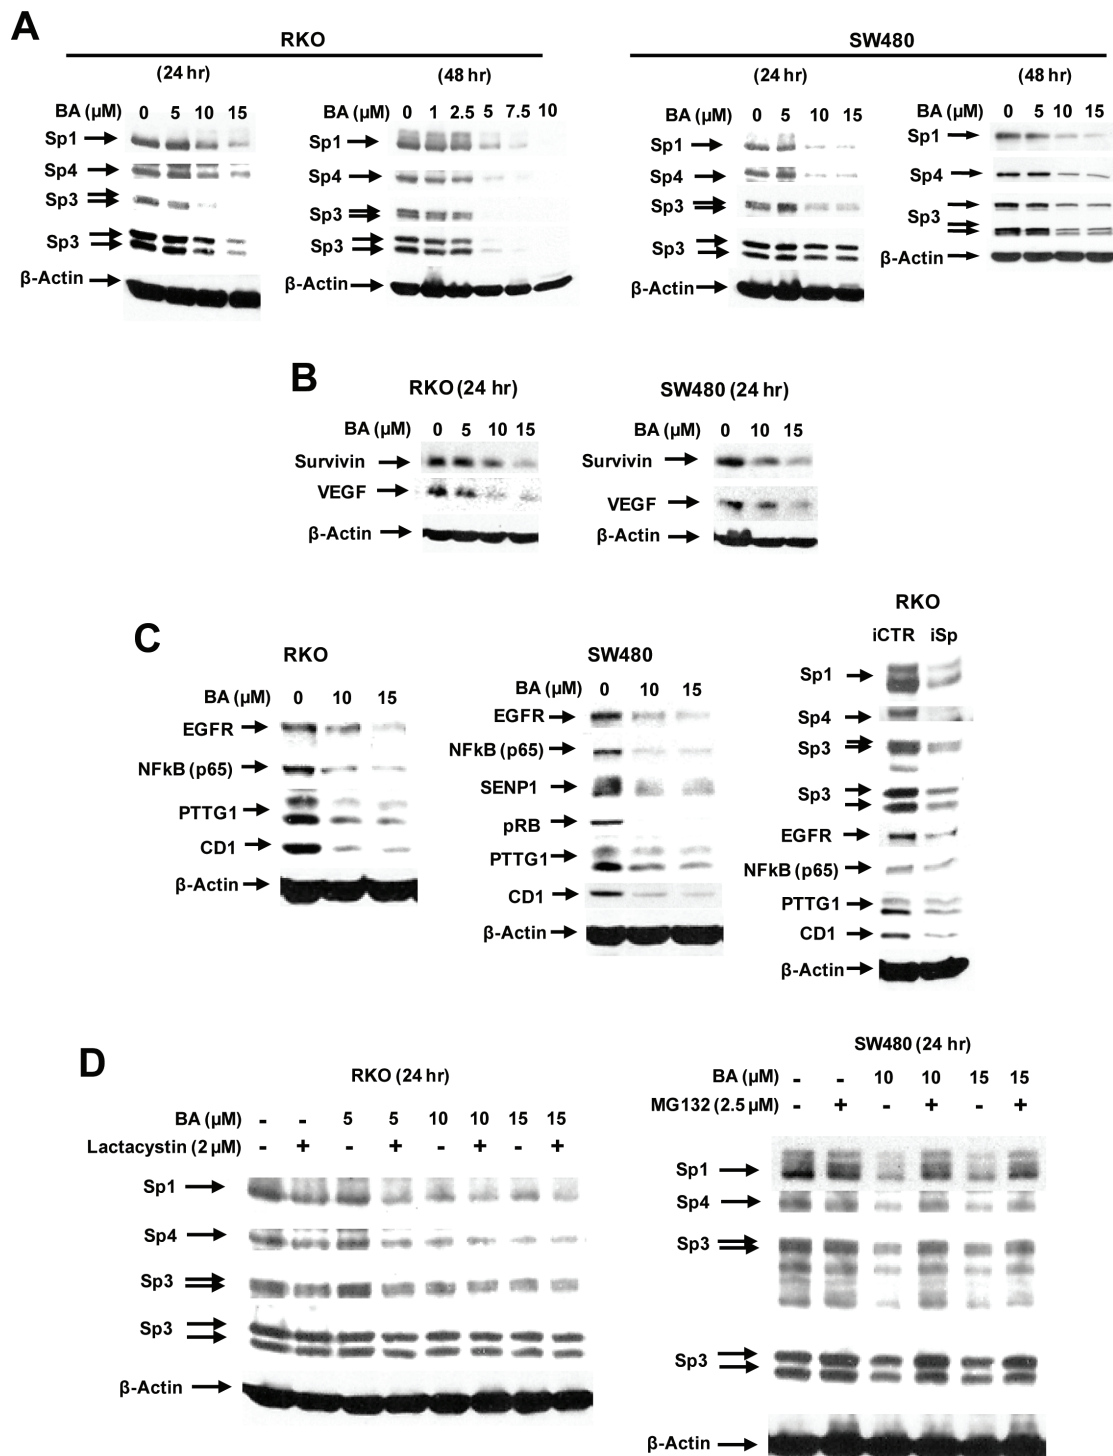 A
RKO
SW480
(24 hr)
(48 hr)
(24 hr)
(48 hr)
BA (µM) 0 5 10 15
BA (µM) 0 1 2.5 5 7.5 10
BA (µM) 0 5 10 15
BA (µM) 0 5 10 15
Sp1
Sp4
Sp3
Sp3
β-Actin
Sp1
Sp4
Sp3
Sp3
β-Actin
Sp1
Sp4
Sp3
Sp3
β-Actin
Sp1
Sp4
Sp3
β-Actin
B
RKO (24 hr)
SW480 (24 hr)
BA (µM) 0 5 10 15
BA (µM) 0 10 15
Survivin
VEGF
β-Actin
Survivin
VEGF
β-Actin
C
RKO
BA (µM) 0 10 15
EGFR
NFkB (p65)
PTTG1
CD1
β-Actin
SW480
BA (µM) 0 10 15
EGFR
NFkB (p65)
SENP1
pRB
PTTG1
CD1
β-Actin
RKO
iCTR iSp
Sp1
Sp4
Sp3
Sp3
EGFR
NFkB (p65)
PTTG1
CD1
β-Actin
D
RKO (24 hr)
BA (µM) - - 5 5 10 10 15 15
Lactacystin (2 µM) - + - + - + - +
Sp1
Sp4
Sp3
Sp3
β-Actin
SW480 (24 hr)
BA (µM) - - 10 10 15 15
MG132 (2.5 µM) - + - + - +
Sp1
Sp4
Sp3
Sp3
β-Actin